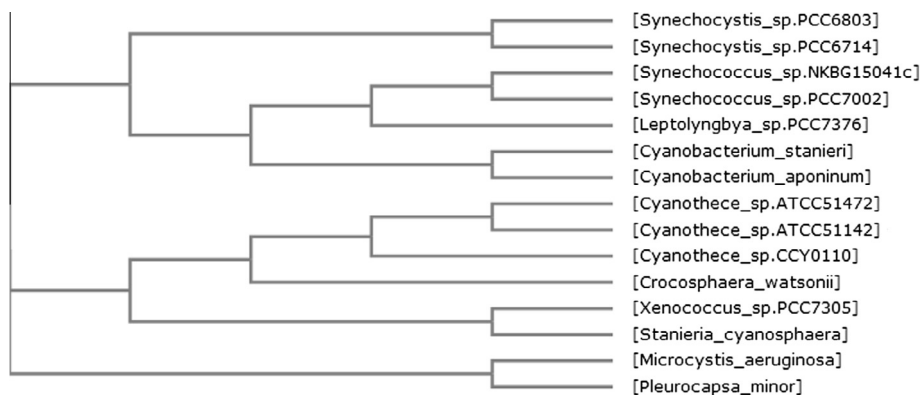 [Synechocystis_sp.PCC6803]
[Synechocystis_sp.PCC6714]
[Synechococcus_sp.NKBG15041c]
[Synechococcus_sp.PCC7002]
[Leptolyngbya_sp.PCC7376]
[Cyanobacterium_stanieri]
[Cyanobacterium_aponinum]
[Cyanothece_sp.ATCC51472]
[Cyanothece_sp.ATCC51142]
[Cyanothece_sp.CCY0110]
[Crocosphaera_watsonii]
[Xenococcus_sp.PCC7305]
[Stanieria_cyanosphaera]
[Microcystis_aeruginosa]
[Pleurocapsa_minor]